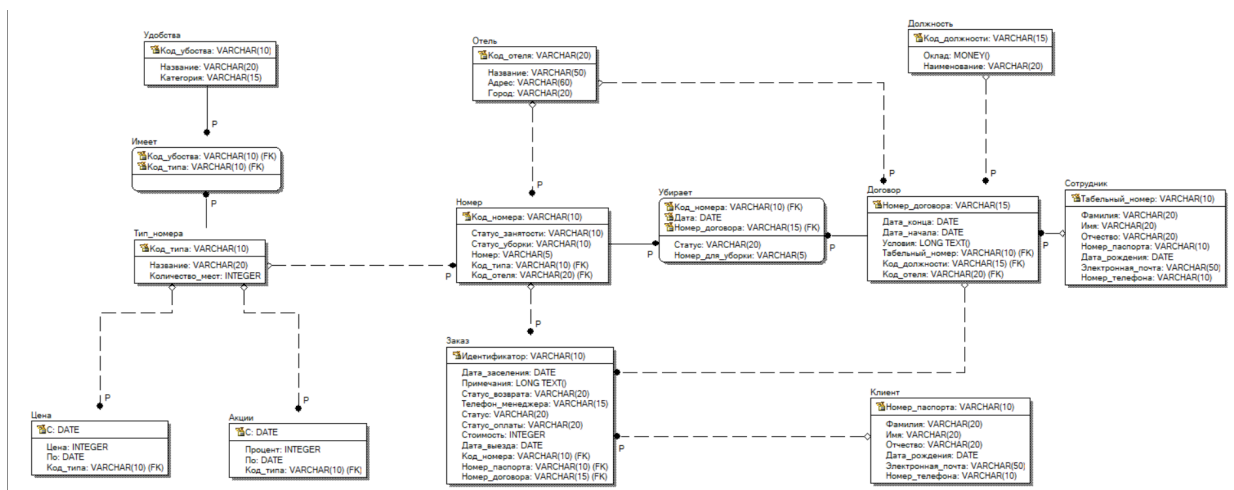 Удобства
Код_убоства: VARCHAR(10)
Название: VARCHAR(20)
Категория: VARCHAR(15)
P
Имеет
Код_убоства: VARCHAR(10) (FK)
Код_типа: VARCHAR(10) (FK)
P
Тип_номера
Код_типа: VARCHAR(10)
Название: VARCHAR(20)
Количество_мест: INTEGER
P
P
Цена
С: DATE
Цена: INTEGER
По: DATE
Код_типа: VARCHAR(10) (FK)
Акции
С: DATE
Процент: INTEGER
По: DATE
Код_типа: VARCHAR(10) (FK)
Отель
Код_отеля: VARCHAR(20)
Название: VARCHAR(50)
Адрес: VARCHAR(60)
Город: VARCHAR(20)
P
Номер
Код_номера: VARCHAR(10)
Статус_занятости: VARCHAR(10)
Статус_уборки: VARCHAR(10)
Номер: VARCHAR(5)
Код_типа: VARCHAR(10) (FK)
Код_отеля: VARCHAR(20) (FK)
P
P
Заказ
Идентификатор: VARCHAR(10)
Дата_заселения: DATE
Примечания: LONG TEXT()
Статус_возврата: VARCHAR(20)
Телефон_менеджера: VARCHAR(15)
Статус: VARCHAR(20)
Статус_оплаты: VARCHAR(20)
Стоимость: INTEGER
Дата_выезда: DATE
Код_номера: VARCHAR(10) (FK)
Номер_паспорта: VARCHAR(10) (FK)
Номер_договора: VARCHAR(15) (FK)
P
P
Убирает
Код_номера: VARCHAR(10) (FK)
Дата: DATE
Номер_договора: VARCHAR(15) (FK)
Статус: VARCHAR(20)
Номер_для_уборки: VARCHAR(5)
P
P
Должность
Код_должности: VARCHAR(15)
Оклад: MONEY()
Наименование: VARCHAR(20)
P
P
Договор
Номер_договора: VARCHAR(15)
Дата_конца: DATE
Дата_начала: DATE
Условия: LONG TEXT()
Табельный_номер: VARCHAR(10) (FK)
Код_должности: VARCHAR(15) (FK)
Код_отеля: VARCHAR(20) (FK)
P
Сотрудник
Табельный_номер: VARCHAR(10)
Фамилия: VARCHAR(20)
Имя: VARCHAR(20)
Отчество: VARCHAR(20)
Номер_паспорта: VARCHAR(10)
Дата_рождения: DATE
Электронная_почта: VARCHAR(50)
Номер_телефона: VARCHAR(10)
Клиент
Номер_паспорта: VARCHAR(10)
Фамилия: VARCHAR(20)
Имя: VARCHAR(20)
Отчество: VARCHAR(20)
Дата_рождения: DATE
Электронная_почта: VARCHAR(50)
Номер_телефона: VARCHAR(10)